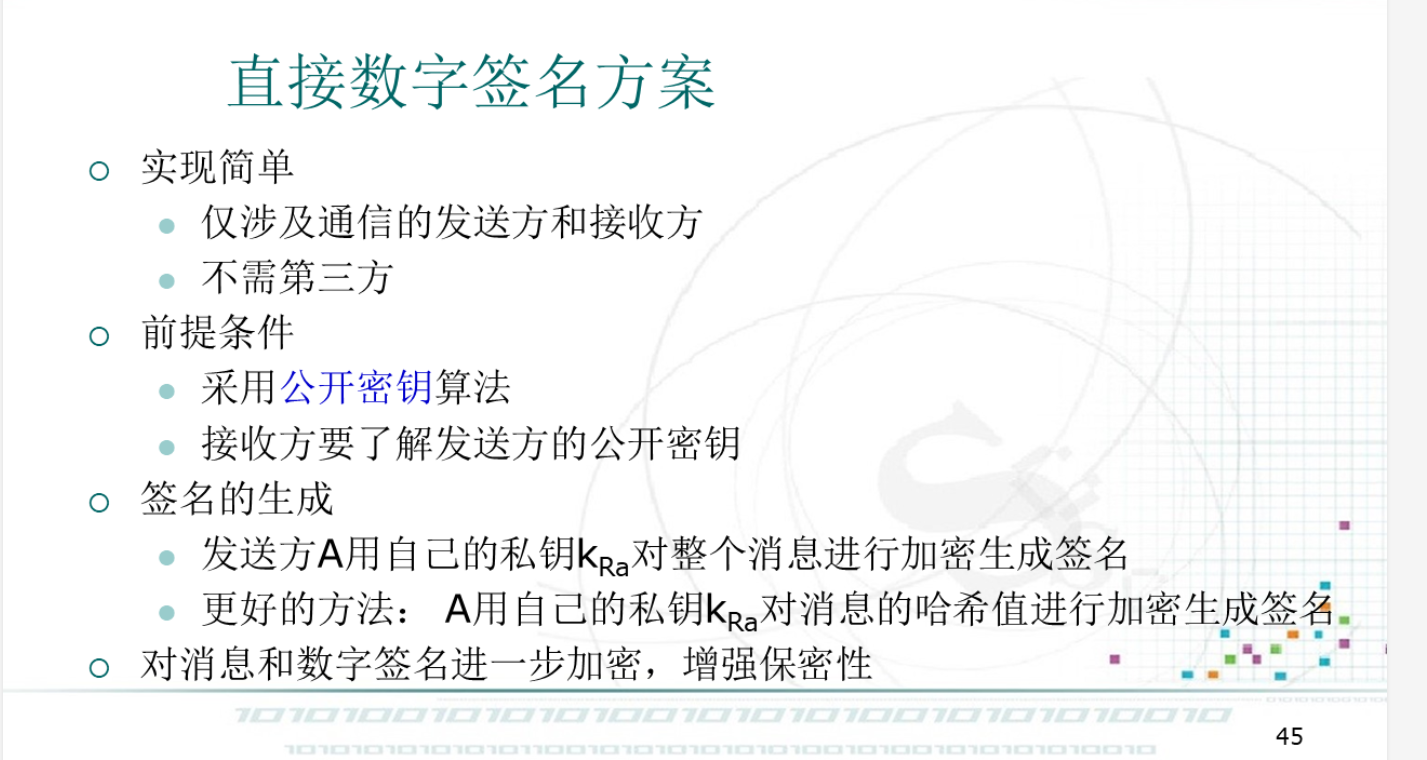 直接数字签名方案
实现简单
仅涉及通信的发送方和接收方
不需第三方
前提条件
采用公开密钥算法
接收方要了解发送方的公开密钥
签名的生成
发送方A用自己的私钥kRa对整个消息进行加密生成签名
更好的方法： A用自己的私钥kRa对消息的哈希值进行加密生成签名
对消息和数字签名进一步加密，增强保密性
45